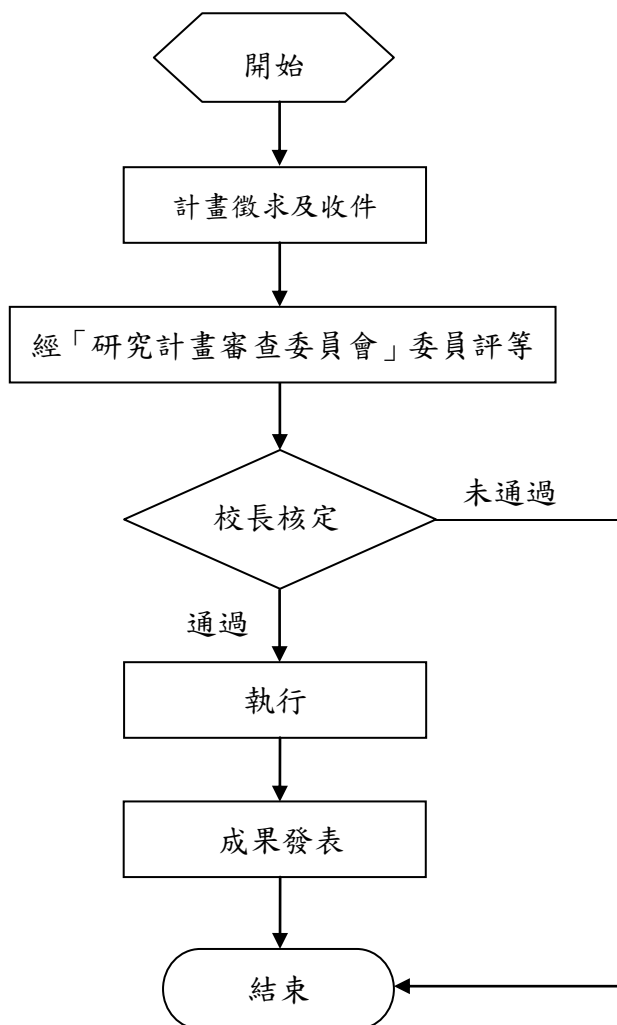 開始
計畫徵求及收件
經「研究計畫審查委員會」委員評等
校長核定
未通過
通過
執行
成果發表
結束